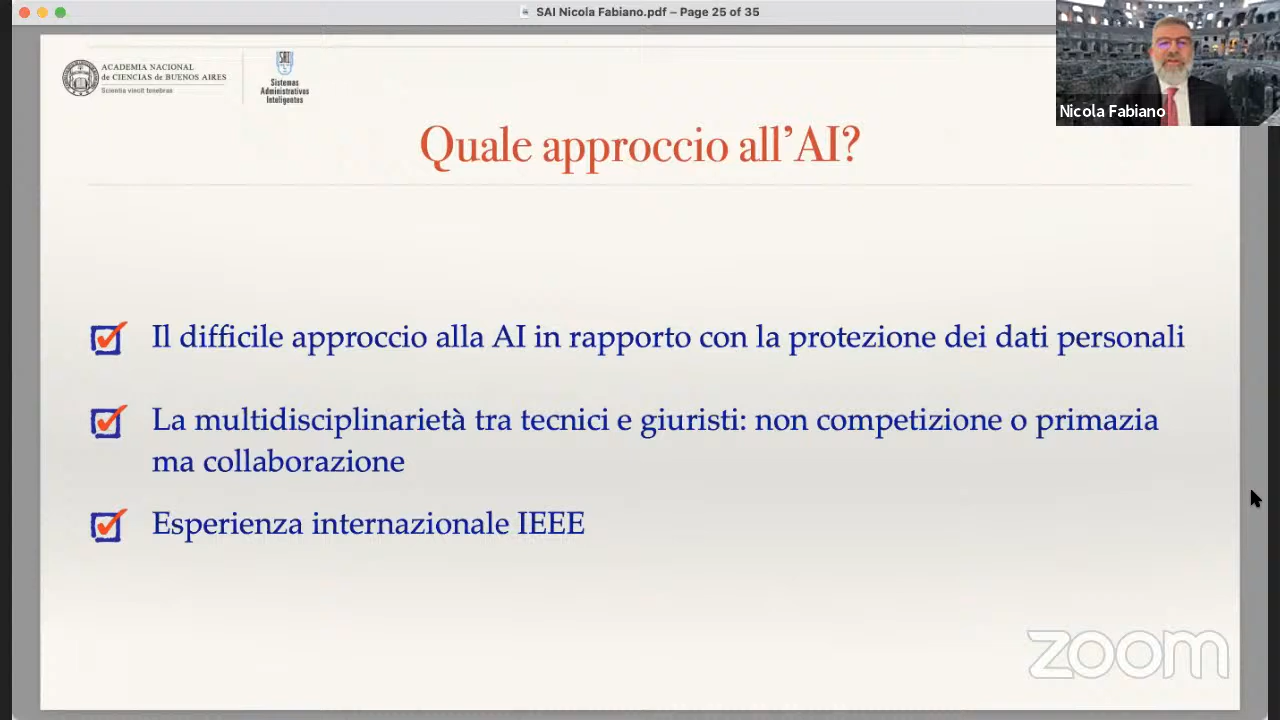 SAI Nicola Fabiano.pdf – Page 25 of 35
ACADEMIA NACIONAL
de CIENCIAS de BUENOS AIRES
Scientia vincit tenebras
SAI
Sistemas
Administrativos
Inteligentes
Nicola Fabiano
Quale approccio all'AI?
Il difficile approccio alla AI in rapporto con la protezione dei dati personali
La multidisciplinarietà tra tecnici e giuristi: non competizione o primazia
ma collaborazione
Esperienza internazionale IEEE
zoom